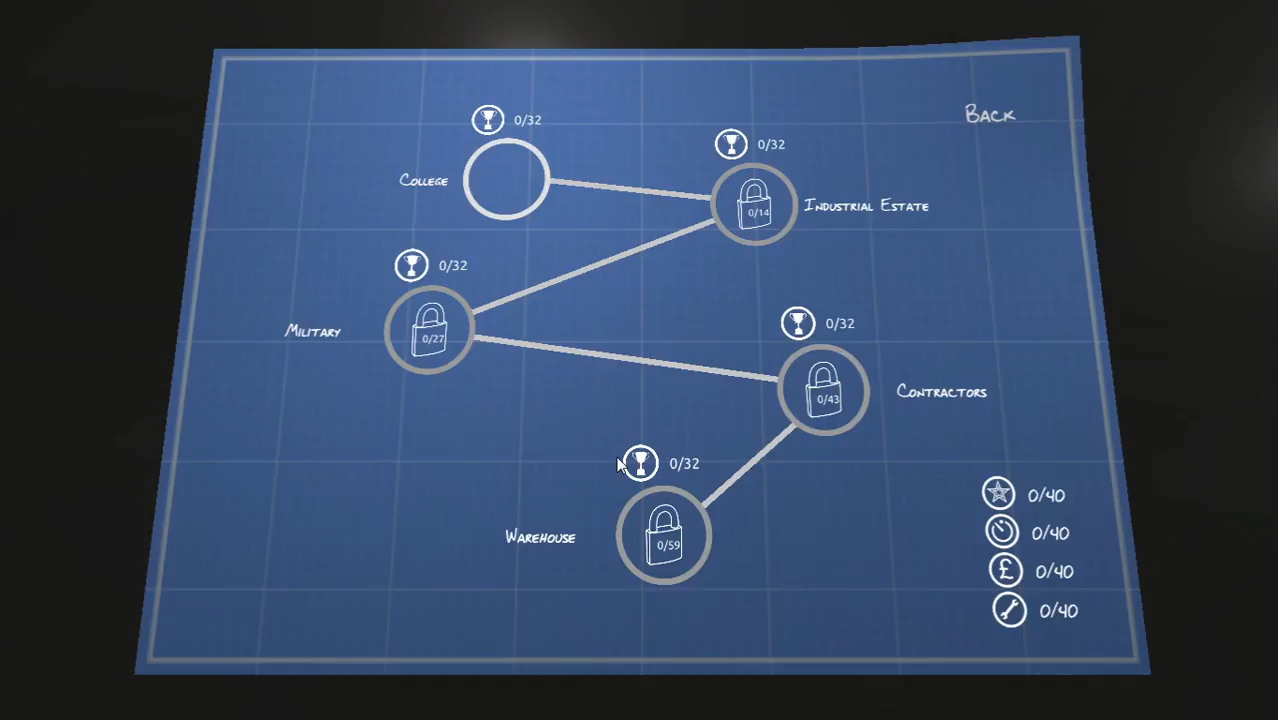 BACK
0/32
0/32
COLLEGE
0/14
INDUSTRIAL ESTATE
0/32
MILITARY
0/27
0/32
0/43
CONTRACTORS
0/32
WAREHOUSE
0/59
0/40
0/40
£ 0/40
0/40